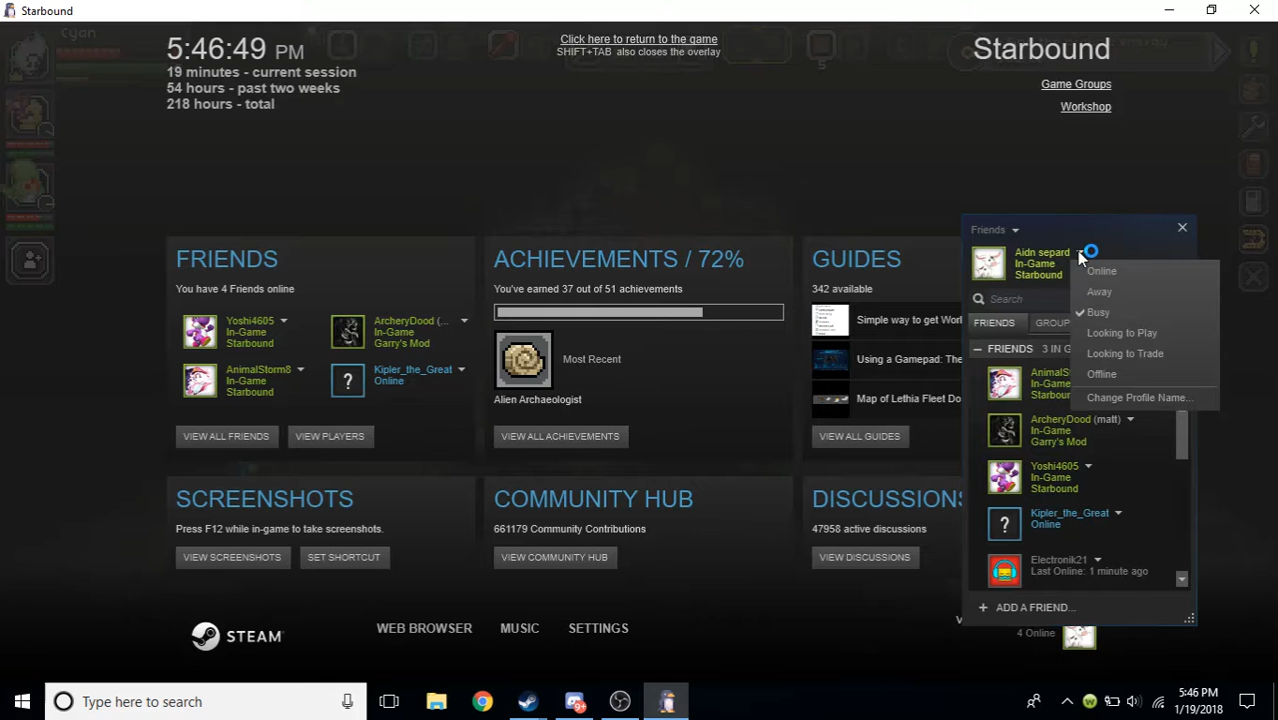 Starbound
Cyan
5:46:49 PM
19 minutes - current session
54 hours - past two weeks
218 hours - total
Click here to return to the game
SHIFT+TAB also closes the overlay
5
Starbound
Game Groups
Workshop
FRIENDS
You have 4 Friends online
Yoshi4605
In-Game
Starbound
ArcheryDood (...
In-Game
Garry's Mod
AnimalStorm8
In-Game
Starbound
?
Kipler_the_Great
Online
VIEW ALL FRIENDS
VIEW PLAYERS
ACHIEVEMENTS / 72%
You've earned 37 out of 51 achievements
Most Recent
Alien Archaeologist
VIEW ALL ACHIEVEMENTS
GUIDES
342 available
Simple way to get Work
Using a Gamepad: The
Map of Lethia Fleet Do
VIEW ALL GUIDES
SCREENSHOTS
Press F12 while in-game to take screenshots.
VIEW SCREENSHOTS
SET SHORTCUT
COMMUNITY HUB
661179 Community Contributions
VIEW COMMUNITY HUB
DISCUSSIONS
47958 active discussions
VIEW DISCUSSIONS
Friends
Aidn separd
In-Game
Starbound
Search
FRIENDS
GROUP
Online
Away
Busy
Looking to Play
Looking to Trade
Offline
Change Profile Name...
FRIENDS 3 IN G
AnimalS
In-Gam
Starbou
ArcheryDood (matt)
In-Game
Garry's Mod
Yoshi4605
In-Game
Starbound
?
Kipler_the_Great
Online
Electronik21
Last Online: 1 minute ago
+ ADD A FRIEND...
4 Online
STEAM
WEB BROWSER
MUSIC
SETTINGS
Type here to search
9+
5:46 PM
1/19/2018